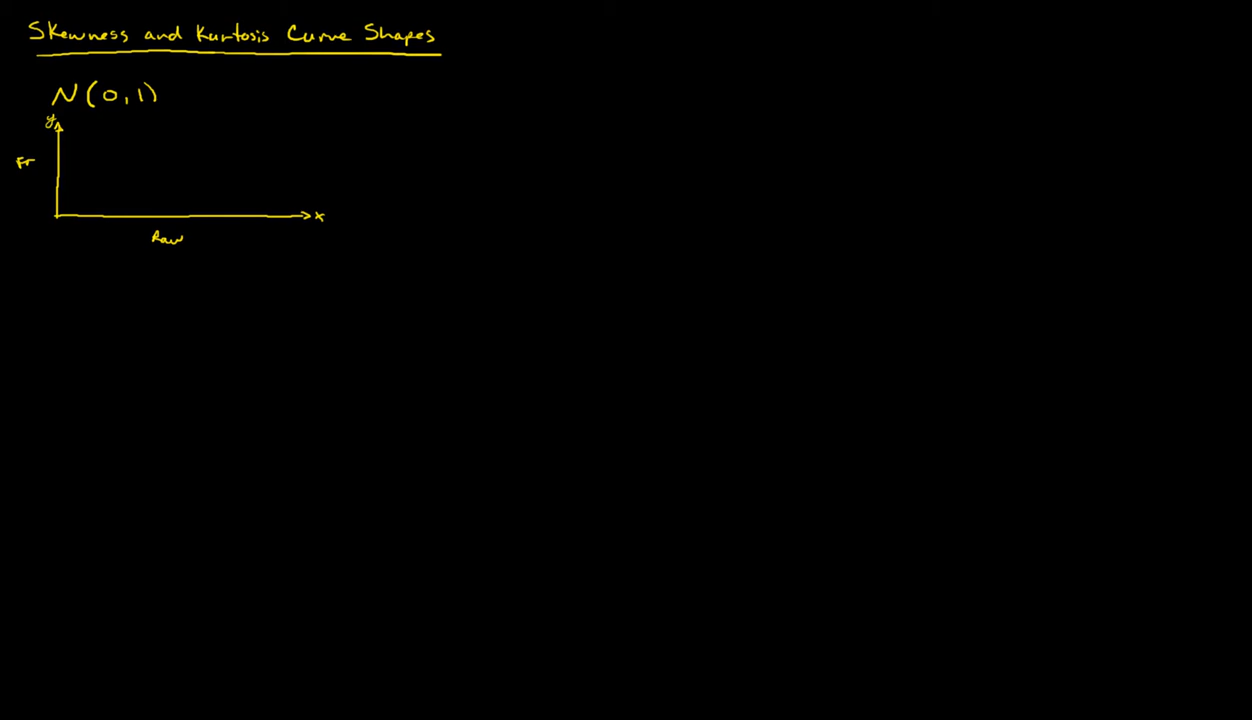 Skewness and Kurtosis Curve Shapes
N(0,1)
y
Fr
x
Raw